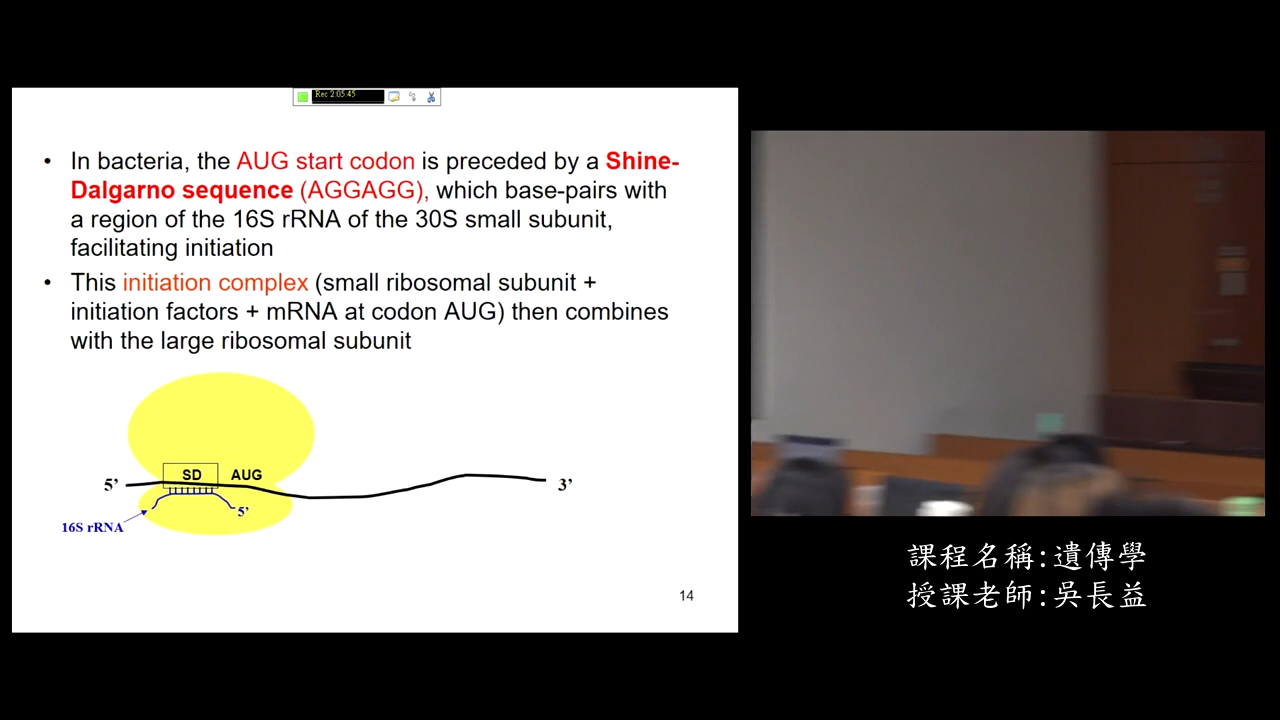 Rec 2:05:45
• In bacteria, the AUG start codon is preceded by a Shine-
Dalgarno sequence (AGGAGG), which base-pairs with
a region of the 16S rRNA of the 30S small subunit,
facilitating initiation
• This initiation complex (small ribosomal subunit +
initiation factors + mRNA at codon AUG) then combines
with the large ribosomal subunit
SD AUG
5’ 3’
5’
16S rRNA
14
課程名稱:遺傳學
授課老師:吳長益